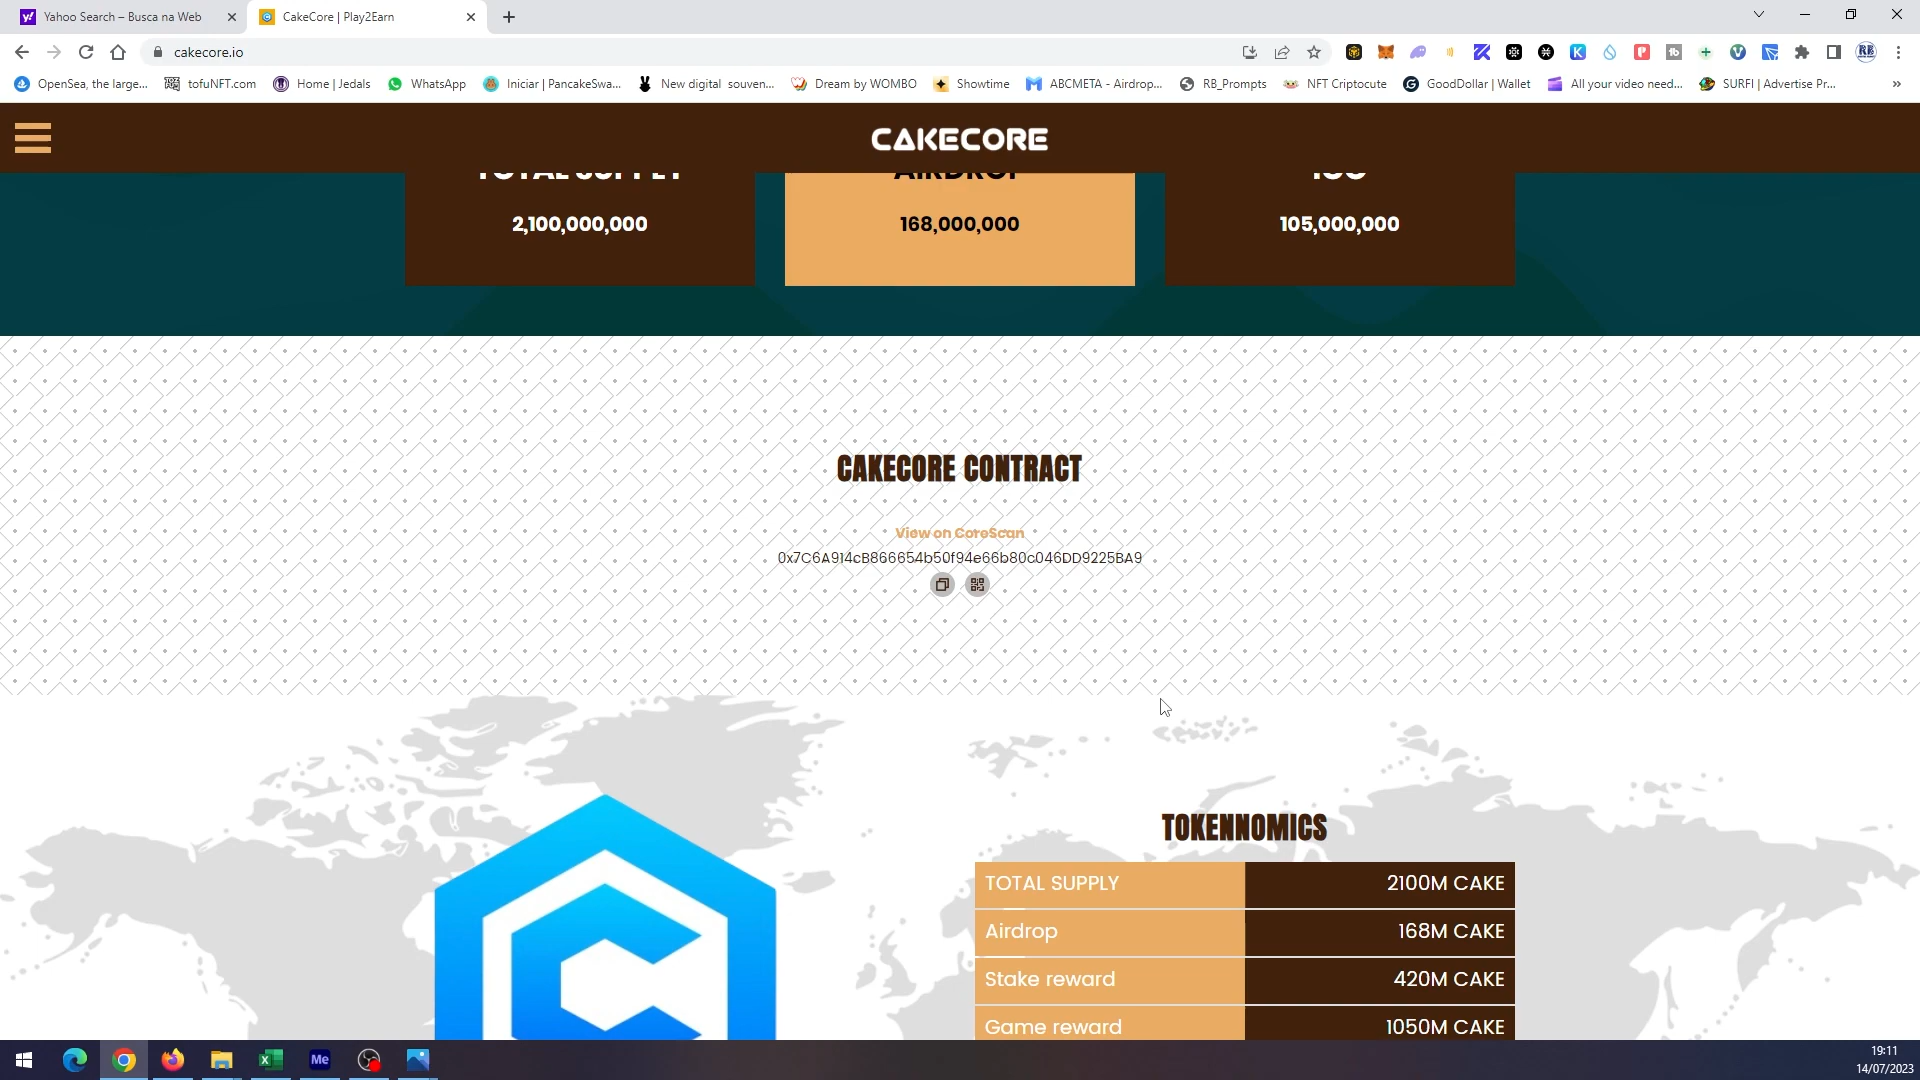 Yahoo Search – Busca na Web
CakeCore | Play2Earn
cakecore.io
OpenSea, the large...
tofuNFT.com
Home | Jedals
WhatsApp
Iniciar | PancakeSwa...
New digital souven...
Dream by WOMBO
Showtime
ABCMETA - Airdrop...
RB_Prompts
NFT Criptocute
GoodDollar | Wallet
All your video need...
SURFI | Advertise Pr...
CAKECORE
TOTAL SUPPLY
AIRDROP
2,100,000,000
168,000,000
105,000,000
CAKECORE CONTRACT
View on CoreScan
0x7C6A914cB866654b50f94e66b80c046DD9225BA9
TOKENNOMICS
TOTAL SUPPLY 2100M CAKE
Airdrop 168M CAKE
Stake reward 420M CAKE
Game reward 1050M CAKE
19:11
14/07/2023